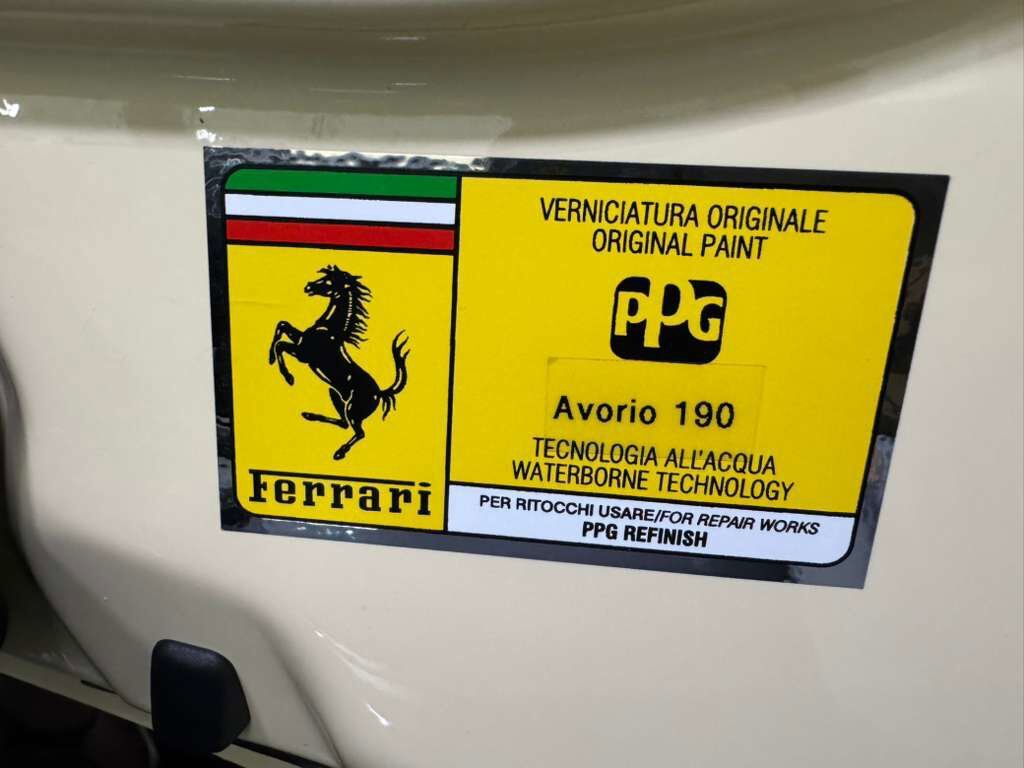 Ferrari
VERNICIATURA ORIGINALE
ORIGINAL PAINT
PPG
Avorio 190
TECNOLOGIA ALL'ACQUA
WATERBORNE TECHNOLOGY
PER RITOCCHI USARE/FOR REPAIR WORKS
PPG REFINISH